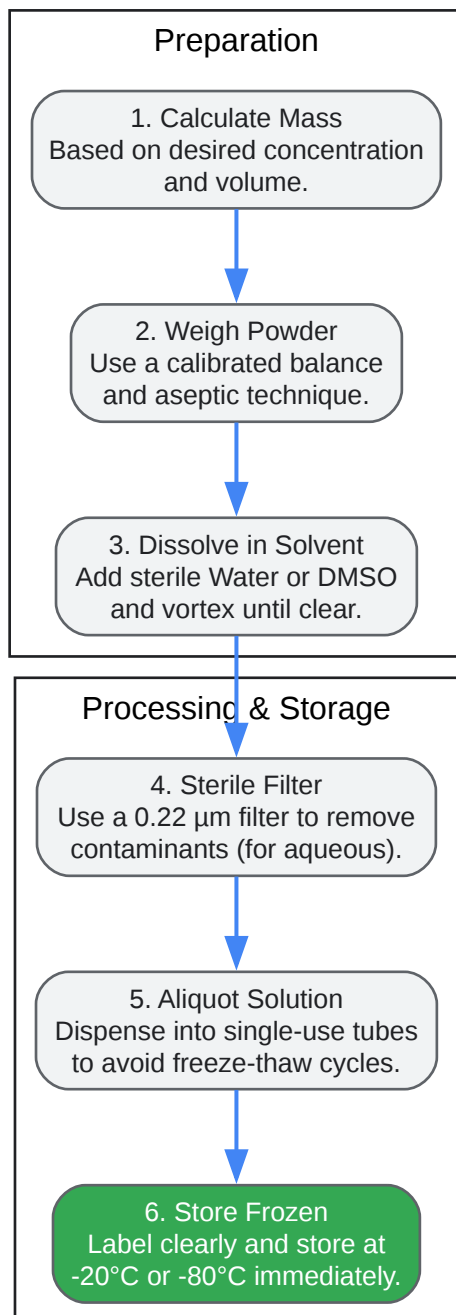 Preparation
1. Calculate Mass
Based on desired concentration
and volume.
2. Weigh Powder
Use a calibrated balance
and aseptic technique.
3. Dissolve in Solvent
Add sterile Water or DMSO
and vortex until clear.
Processing & Storage
4. Sterile Filter
Use a 0.22 µm filter to remove
contaminants (for aqueous).
5. Aliquot Solution
Dispense into single-use tubes
to avoid freeze-thaw cycles.
6. Store Frozen
Label clearly and store at
-20°C or -80°C immediately.